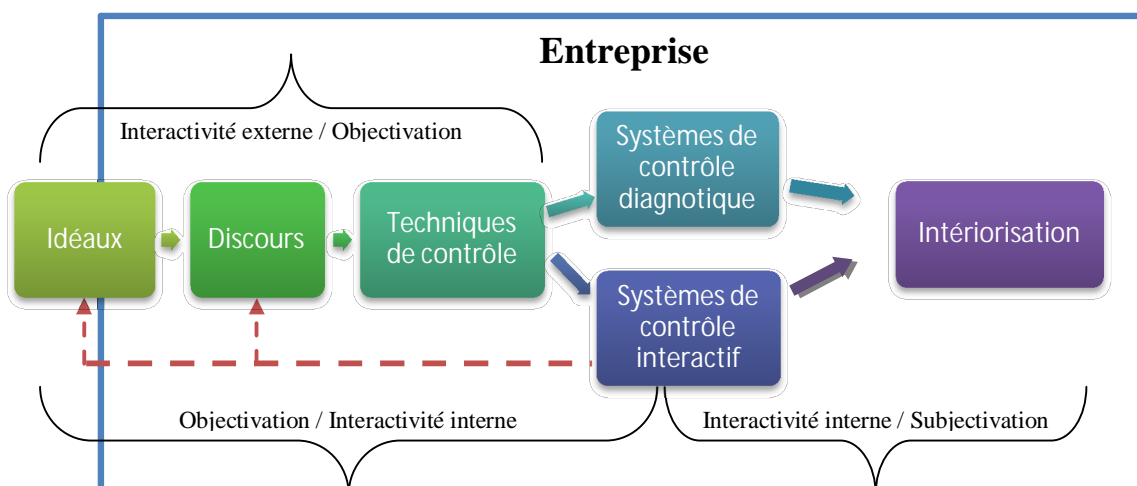 Entreprise
Interactivité externe / Objectivation
Idéaux
Discours
Techniques
de contrôle
Systèmes de
contrôle
diagnotique
Systèmes de
contrôle
interactif
Intériorisation
Objectivation / Interactivité interne
Interactivité interne / Subjectivation